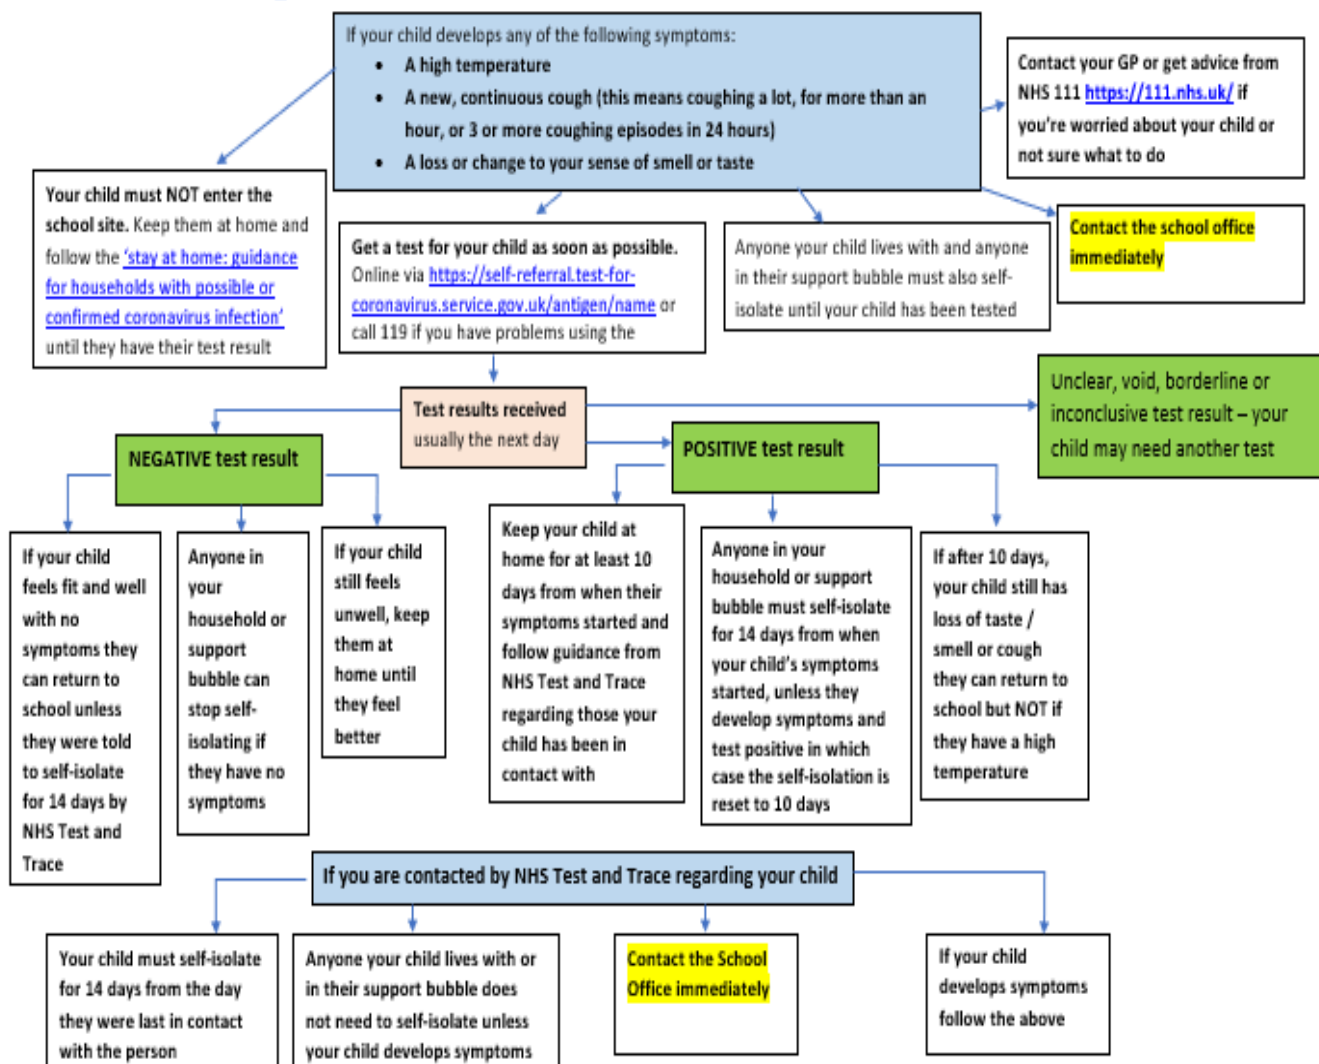 If your child develops any of the following symptoms:
• A high temperature
• A new, continuous cough (this means coughing a lot, for more than an
hour, or 3 or more coughing episodes in 24 hours)
• A loss or change to your sense of smell or taste
Contact your GP or get advice from
NHS 111 https://111.nhs.uk/ if
you're worried about your child or
not sure what to do
Your child must NOT enter the
school site. Keep them at home and
follow the 'stay at home: guidance
for households with possible or
confirmed coronavirus infection'
until they have their test result
Get a test for your child as soon as possible.
Online via https://self-referral.test-for-
coronavirus.service.gov.uk/antigen/name or
call 119 if you have problems using the
Anyone your child lives with and anyone
in their support bubble must also self-
isolate until your child has been tested
Contact the school office
immediately
Test results received
usually the next day
Unclear, void, borderline or
inconclusive test result – your
child may need another test
NEGATIVE test result
POSITIVE test result
If your child
feels fit and well
with no
symptoms they
can return to
school unless
they were told
to self-isolate
for 14 days by
NHS Test and
Trace
Anyone in
your
household or
support
bubble can
stop self-
isolating if
they have no
symptoms
If your child
still feels
unwell, keep
them at
home until
they feel
better
Keep your child at
home for at least 10
days from when their
symptoms started and
follow guidance from
NHS Test and Trace
regarding those your
child has been in
contact with
Anyone in your
household or support
bubble must self-isolate
for 14 days from when
your child's symptoms
started, unless they
develop symptoms and
test positive in which
case the self-isolation is
reset to 10 days
If after 10 days,
your child still has
loss of taste /
smell or cough
they can return to
school but NOT if
they have a high
temperature
If you are contacted by NHS Test and Trace regarding your child
Your child must self-isolate
for 14 days from the day
they were last in contact
with the person
Anyone your child lives with or
in their support bubble does
not need to self-isolate unless
your child develops symptoms
Contact the School
Office immediately
If your child
develops symptoms
follow the above